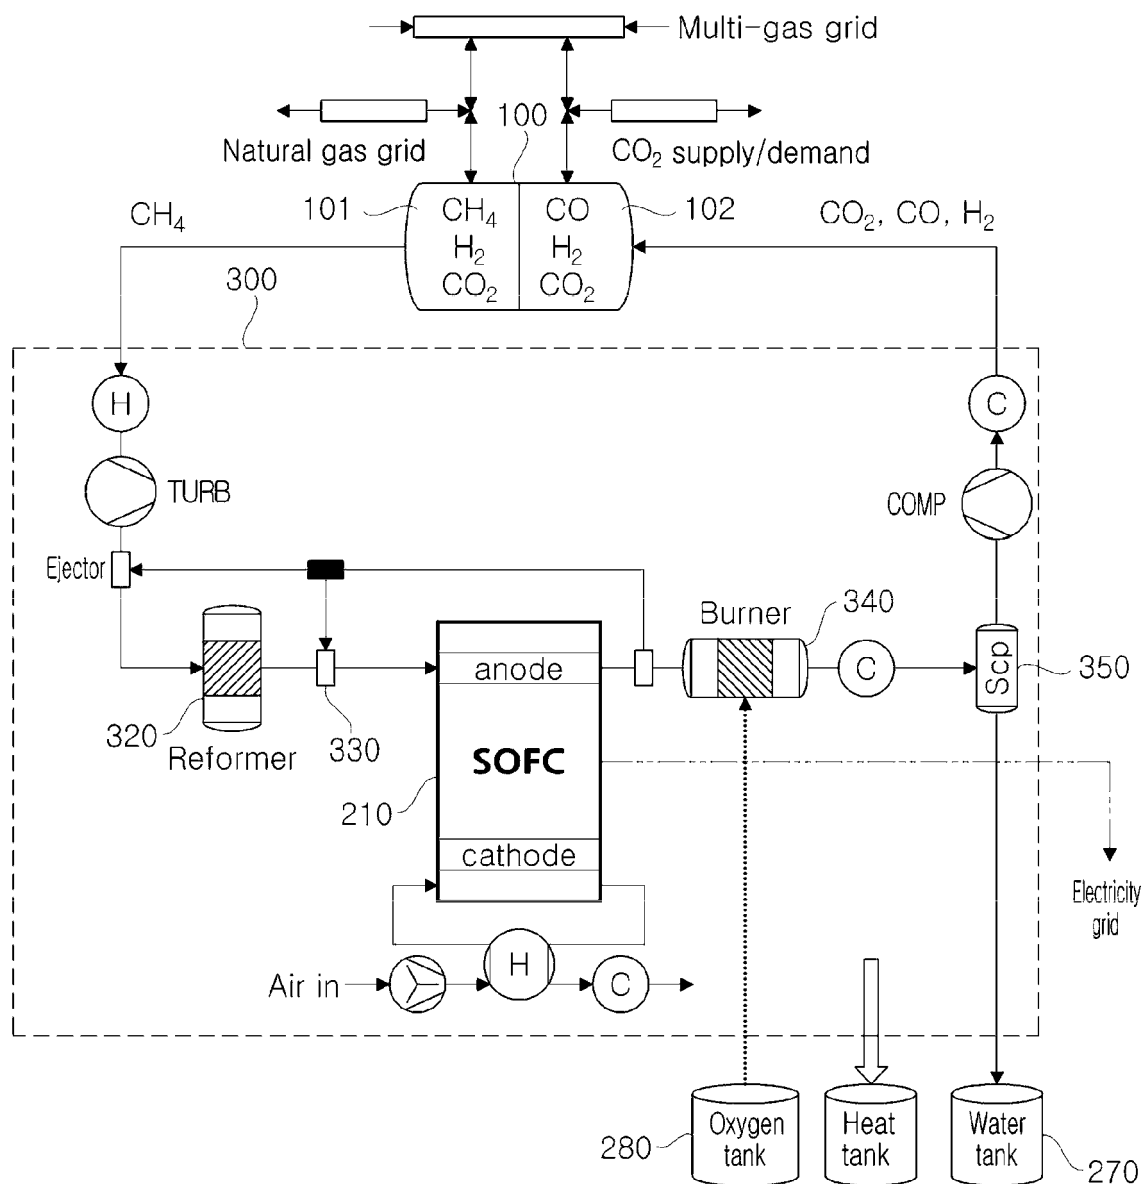 Multi-gas grid
100
Natural gas grid
CO₂ supply/demand
CH₄
101
CH₄
CO
102
CO₂, CO, H₂
H₂
H₂
CO₂
CO₂
300
H
C
TURB
COMP
Ejector
Burner
340
anode
C
Scp
350
320
Reformer
330
SOFC
210
cathode
Electricity
grid
Air in
H
C
Oxygen
tank
Heat
tank
Water
tank
280
270